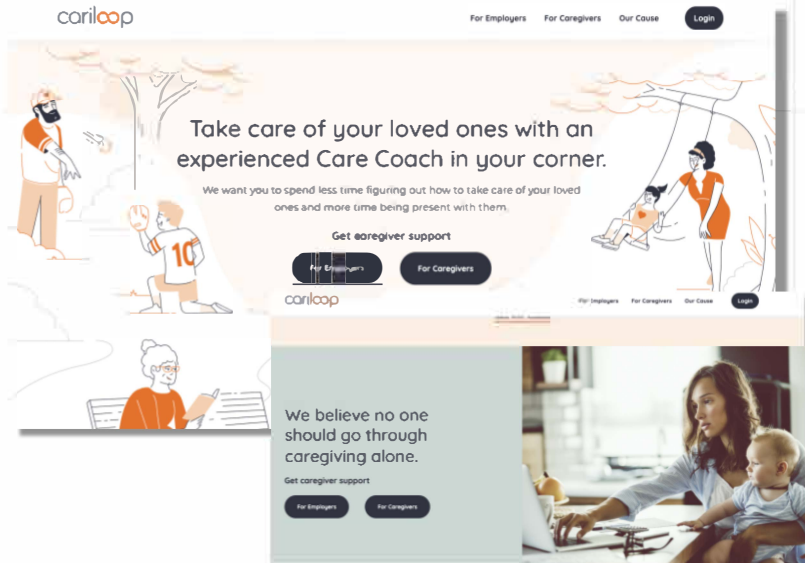 cariloop
For Employers For Caregivers Our Cause Login
Take care of your loved ones with an
experienced Care Coach in your corner.
We want you to spend less time figuring out how to take care of your loved
ones and more time being present with them.
Get caregiver support
For Employers For Caregivers
10
cariloop
For Employers For Caregivers Our Cause Login
We believe no one
should go through
caregiving alone.
Get caregiver support
For Employers For Caregivers